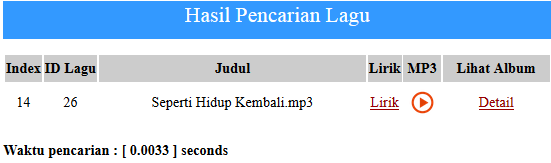 Hasil Pencarian Lagu
Index ID Lagu Judul Lirik MP3 Lihat Album
14 26 Seperti Hidup Kembali.mp3 Lirik Detail
Waktu pencarian : [ 0.0033 ] seconds